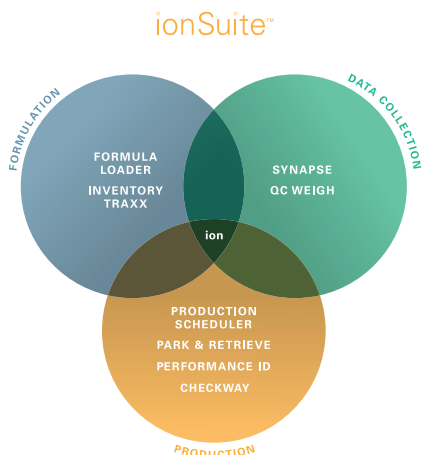 ionSuite™
FORMULATION
DATA COLLECTION
FORMULA
LOADER
INVENTORY
TRAXX
SYNAPSE
QC WEIGH
ion
PRODUCTION
SCHEDULER
PARK & RETRIEVE
PERFORMANCE ID
CHECKWAY
PRODUCTION